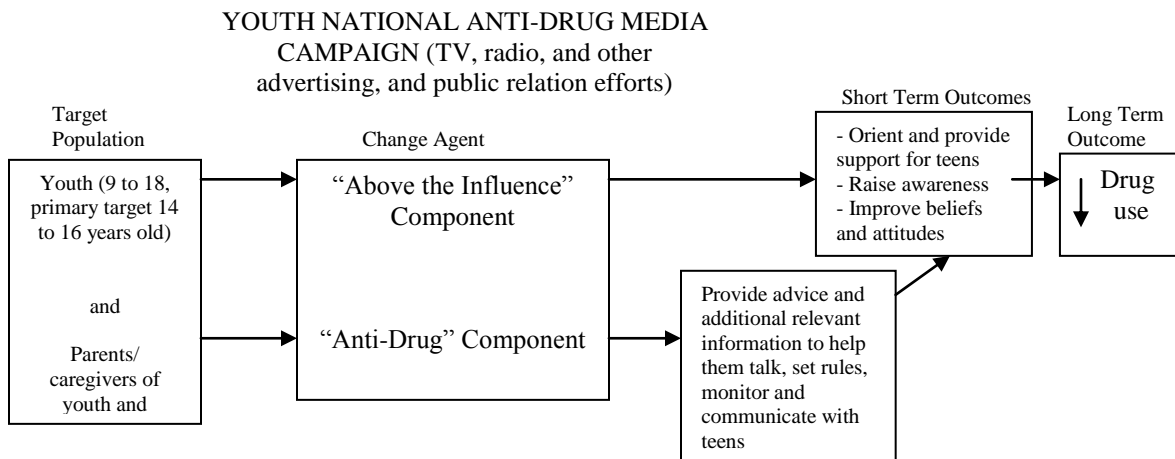 YOUTH NATIONAL ANTI-DRUG MEDIA
CAMPAIGN (TV, radio, and other
advertising, and public relation efforts)
Target
Population
Youth (9 to 18,
primary target 14
to 16 years old)
and
Parents/
caregivers of
youth and
Change Agent
“Above the Influence”
Component
“Anti-Drug” Component
Short Term Outcomes
- Orient and provide
support for teens
- Raise awareness
- Improve beliefs
and attitudes
Provide advice and
additional relevant
information to help
them talk, set rules,
monitor and
communicate with
teens
Long Term
Outcome
Drug
use